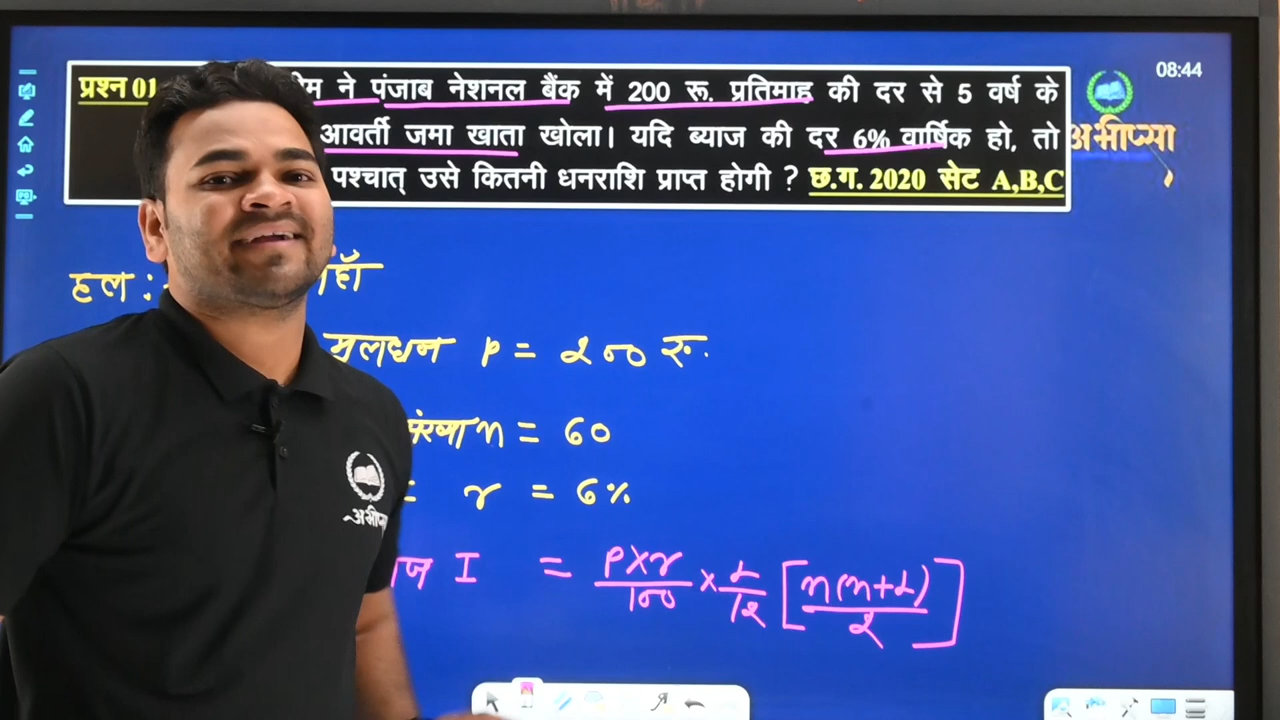 08:44
प्रश्न 01 ने पंजाब नेशनल बैंक में 200 रू. प्रतिमाह की दर से 5 वर्ष के
आवर्ती जमा खाता खोला। यदि ब्याज की दर 6% वार्षिक हो, तो
पश्चात् उसे कितनी धनराशि प्राप्त होगी ? छ.ग. 2020 सेट A,B,C
अभीप्सा
हल :
मूलधन P = 200 रू.
n = 60
r = 6%
I = P×r/100 × 1/12 [n(n+1)/2]
अभीप्सा